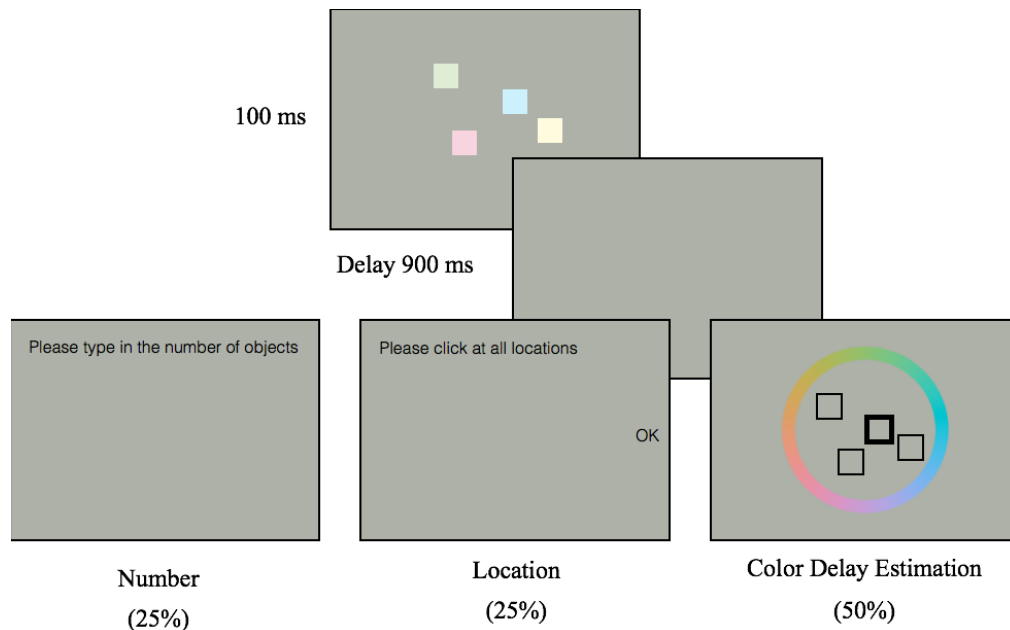 100 ms
Delay 900 ms
Please type in the number of objects
Please click at all locations
OK
Number
(25%)
Location
(25%)
Color Delay Estimation
(50%)